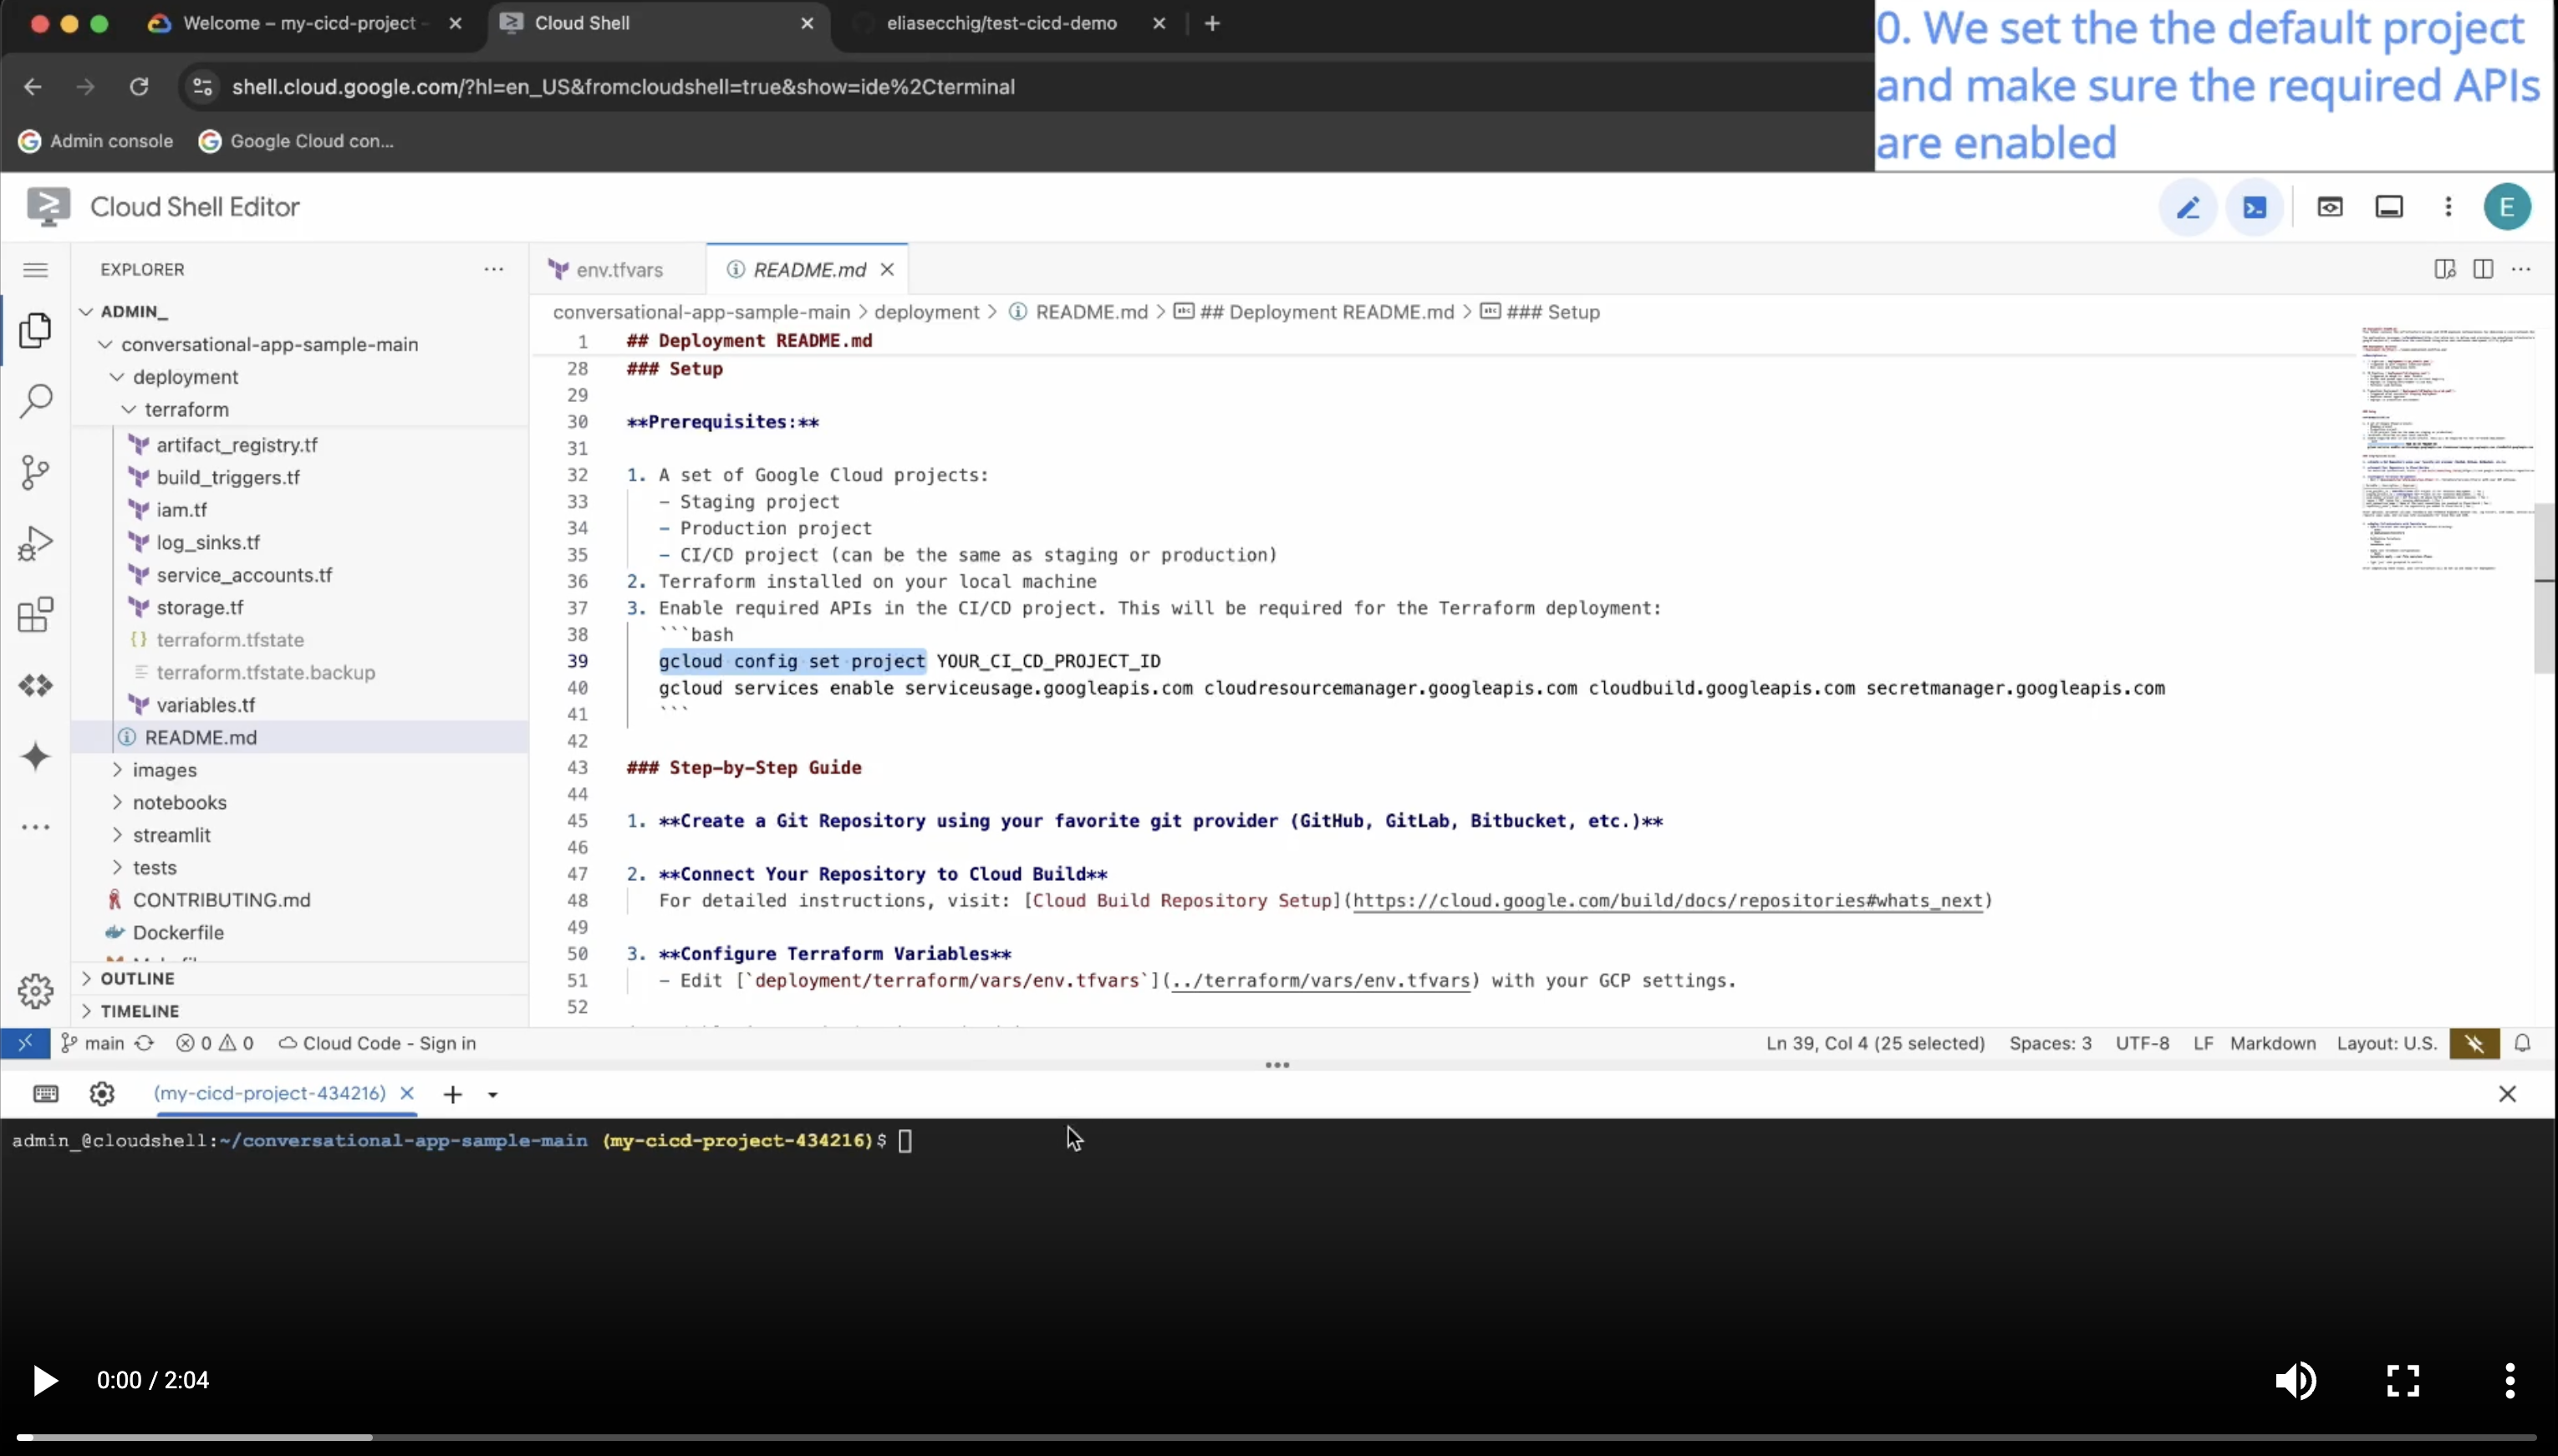 Welcome – my-cicd-project -
Cloud Shell
eliasecchig/test-cicd-demo
0. We set the the default project
and make sure the required APIs
are enabled
shell.cloud.google.com/?hl=en_US&fromcloudshell=true&show=ide%2Cterminal
Admin console
Google Cloud con...
Cloud Shell Editor
E
EXPLORER
ADMIN_
conversational-app-sample-main
deployment
terraform
artifact_registry.tf
build_triggers.tf
iam.tf
log_sinks.tf
service_accounts.tf
storage.tf
terraform.tfstate
terraform.tfstate.backup
variables.tf
README.md
images
notebooks
streamlit
tests
CONTRIBUTING.md
Dockerfile
OUTLINE
TIMELINE
env.tfvars
README.md
conversational-app-sample-main > deployment > README.md > ## Deployment README.md > ### Setup
1 ## Deployment README.md
28 ### Setup
29
30 **Prerequisites:**
31
32 1. A set of Google Cloud projects:
33 - Staging project
34 - Production project
35 - CI/CD project (can be the same as staging or production)
36 2. Terraform installed on your local machine
37 3. Enable required APIs in the CI/CD project. This will be required for the Terraform deployment:
38 ```bash
39 gcloud config set project YOUR_CI_CD_PROJECT_ID
40 gcloud services enable serviceusage.googleapis.com cloudresourcemanager.googleapis.com cloudbuild.googleapis.com secretmanager.googleapis.com
41 ```
42
43 ### Step-by-Step Guide
44
45 1. **Create a Git Repository using your favorite git provider (GitHub, GitLab, Bitbucket, etc.)**
46
47 2. **Connect Your Repository to Cloud Build**
48 For detailed instructions, visit: [Cloud Build Repository Setup](https://cloud.google.com/build/docs/repositories#whats_next)
49
50 3. **Configure Terraform Variables**
51 - Edit [`deployment/terraform/vars/env.tfvars`](../terraform/vars/env.tfvars) with your GCP settings.
52
main 0 0 Cloud Code - Sign in
Ln 39, Col 4 (25 selected) Spaces: 3 UTF-8 LF Markdown Layout: U.S.
(my-cicd-project-434216)
admin_@cloudshell:~/conversational-app-sample-main (my-cicd-project-434216)$
0:00 / 2:04